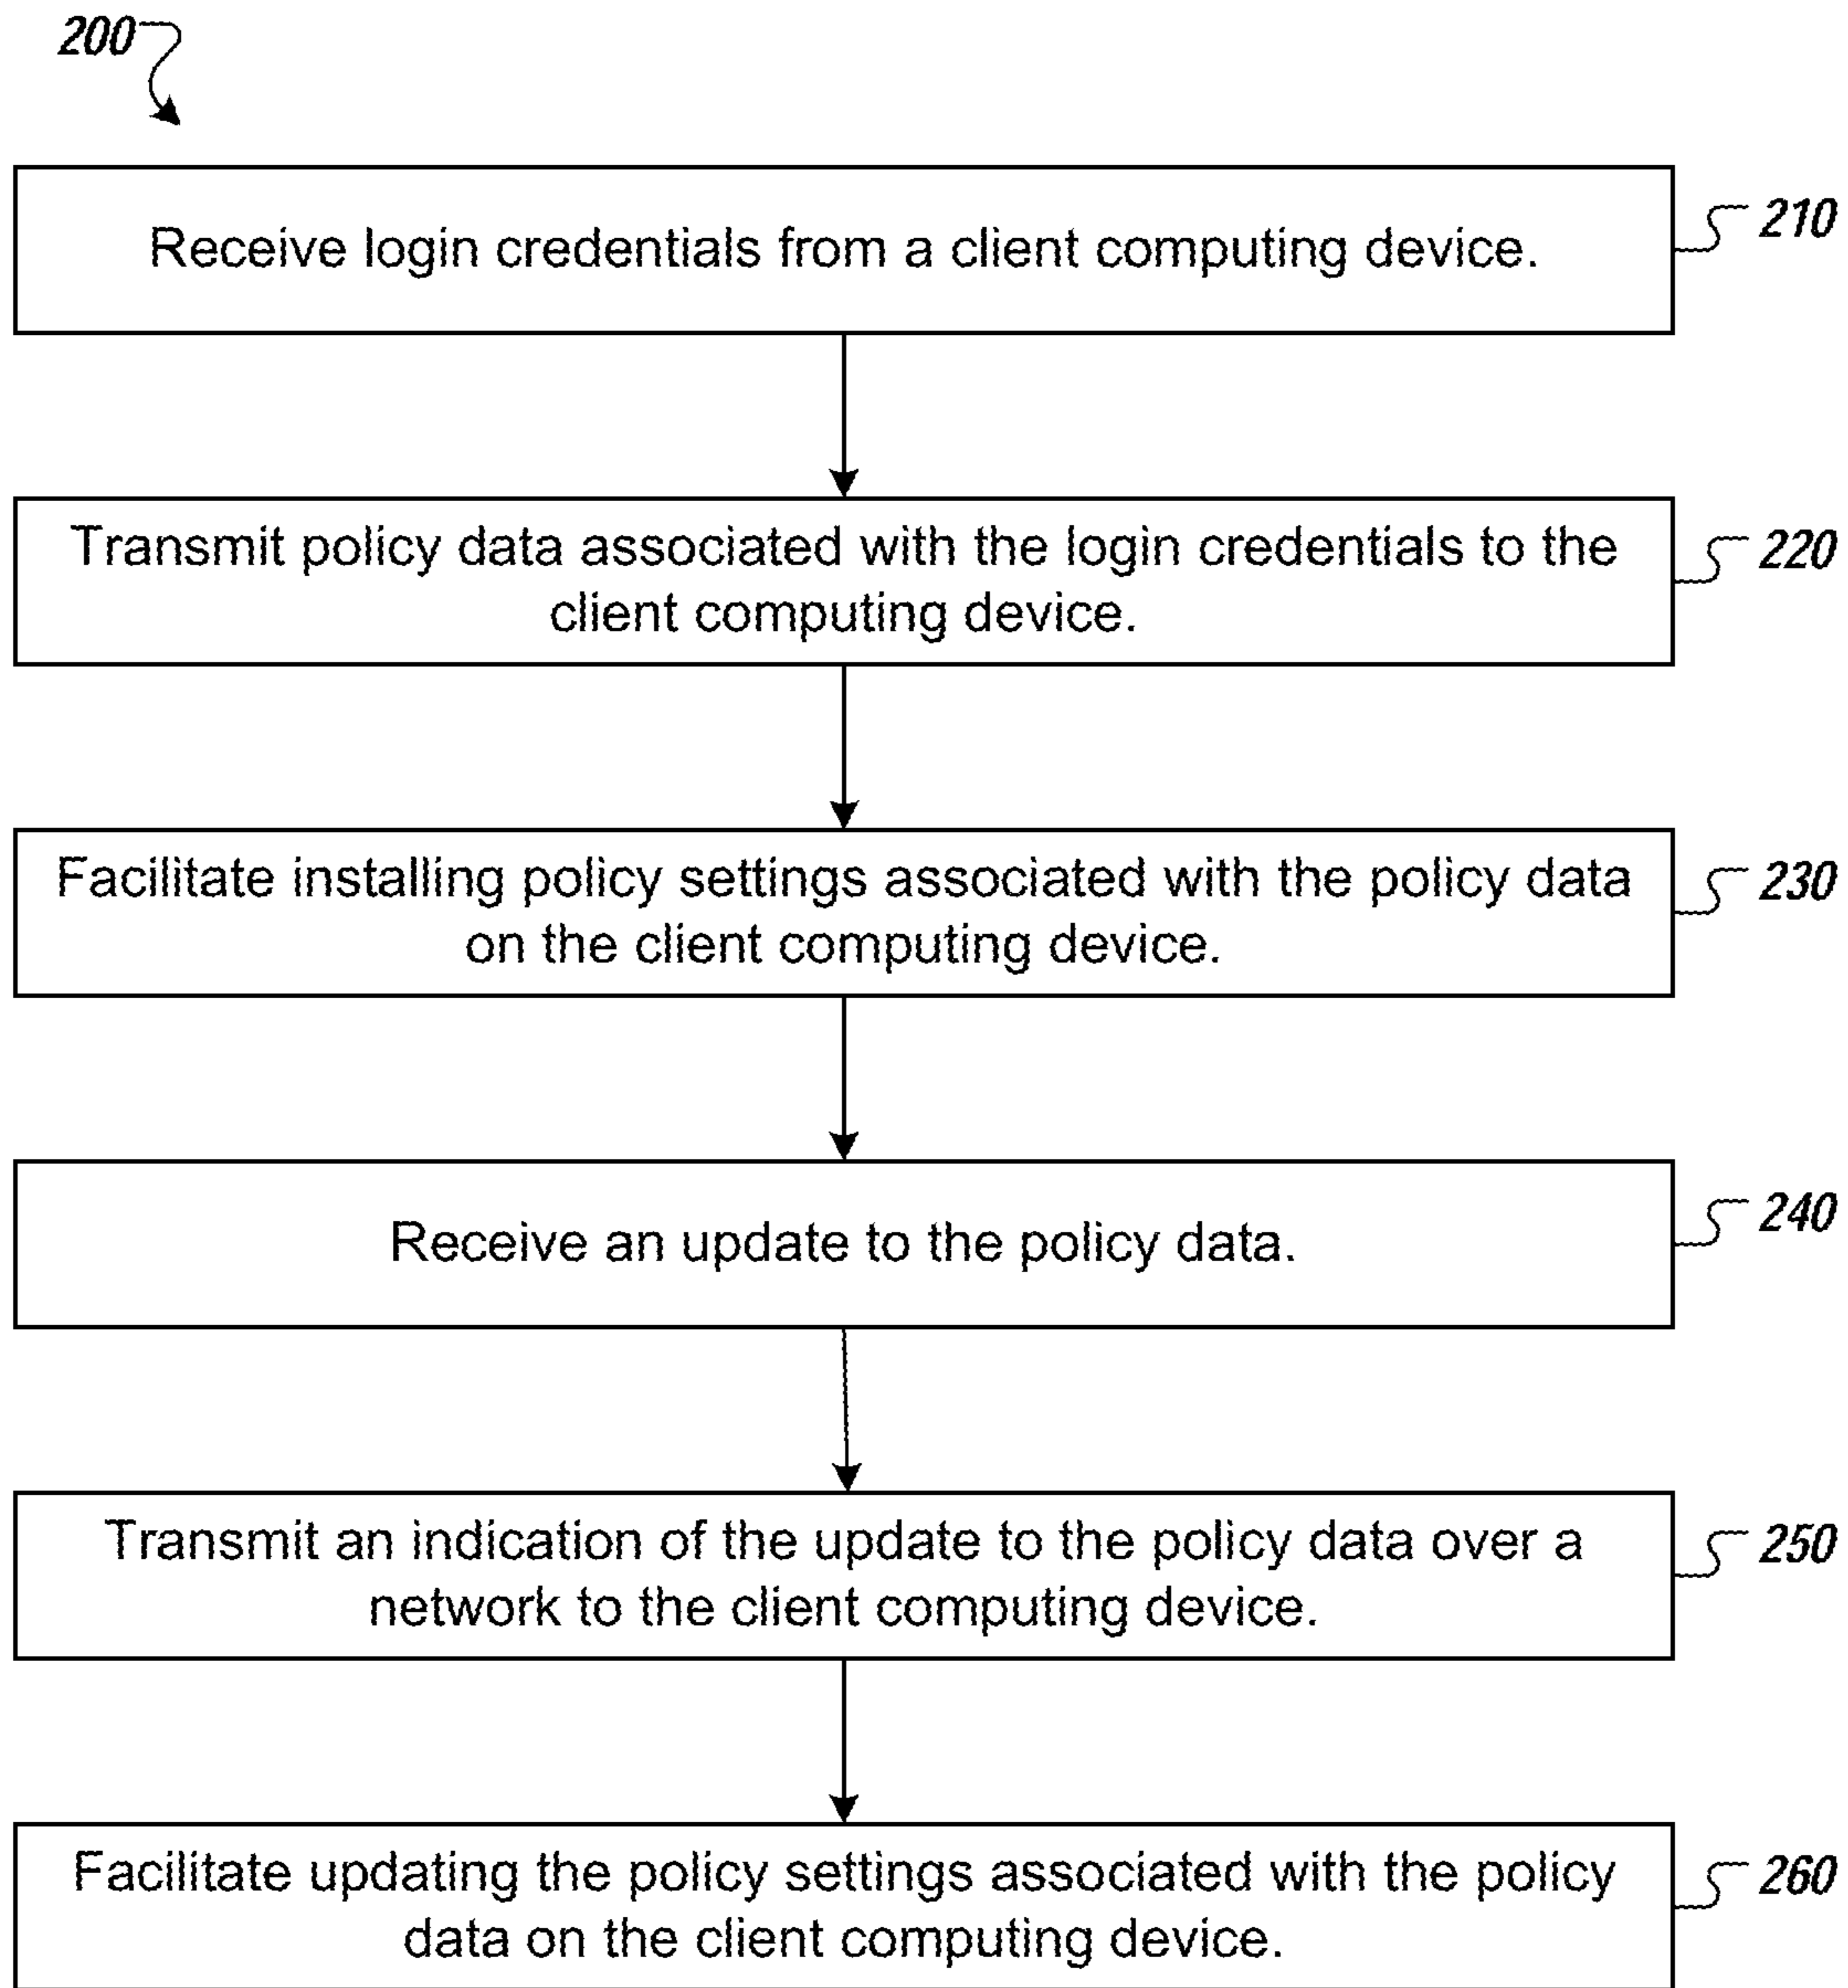 200
Receive login credentials from a client computing device.
210
Transmit policy data associated with the login credentials to the
client computing device.
220
Facilitate installing policy settings associated with the policy data
on the client computing device.
230
Receive an update to the policy data.
240
Transmit an indication of the update to the policy data over a
network to the client computing device.
250
Facilitate updating the policy settings associated with the policy
data on the client computing device.
260